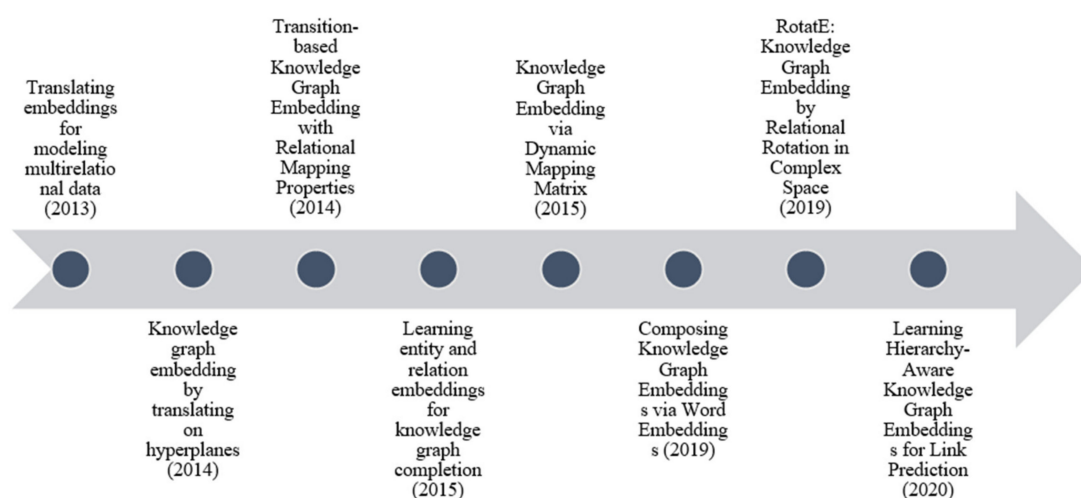 Translating
embeddings
for
modeling
multirelatio
nal data
(2013)
Knowledge
graph
embedding
by
translating
on
hyperplanes
(2014)
Transition-
based
Knowledge
Graph
Embedding
with
Relational
Mapping
Properties
(2014)
Learning
entity and
relation
embeddings
for
knowledge
graph
completion
(2015)
Knowledge
Graph
Embedding
via
Dynamic
Mapping
Matrix
(2015)
Composing
Knowledge
Graph
Embedding
s via Word
Embedding
s (2019)
RotatE:
Knowledge
Graph
Embedding
by
Relational
Rotation in
Complex
Space
(2019)
Learning
Hierarchy-
Aware
Knowledge
Graph
Embedding
s for Link
Prediction
(2020)